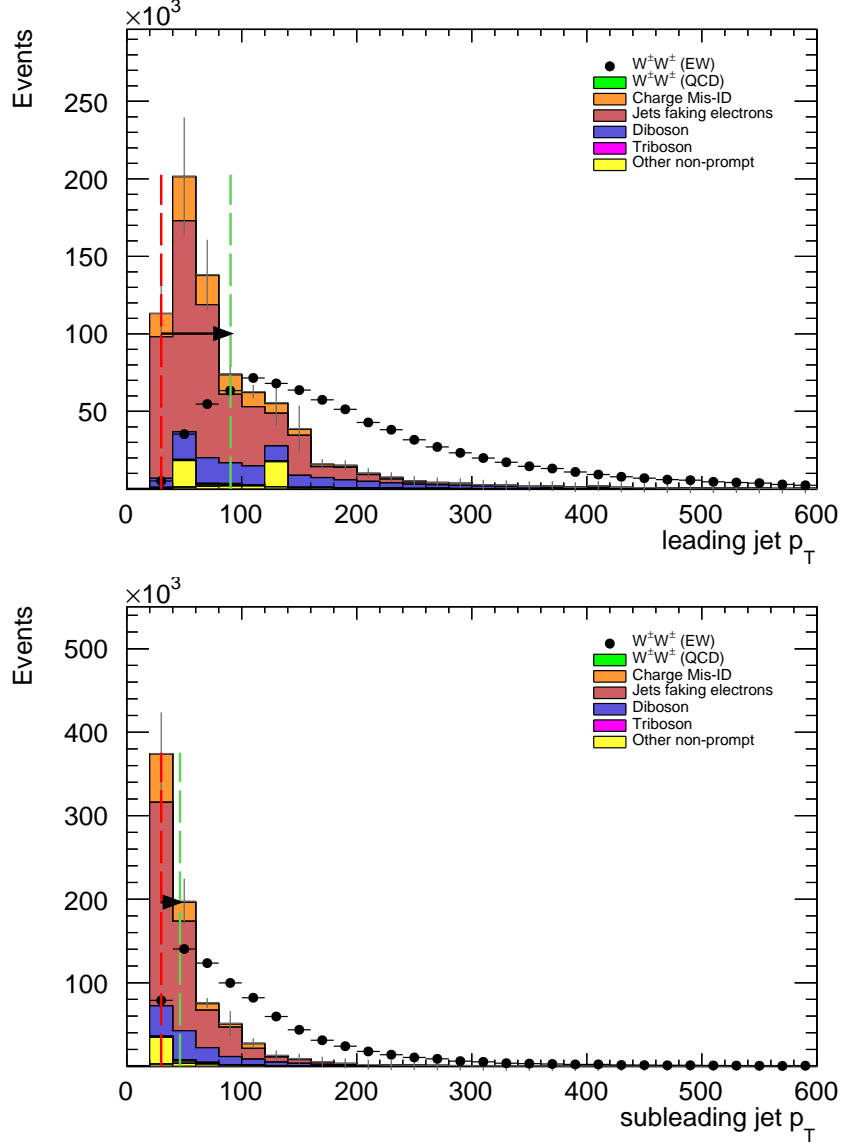 ×10³
Events
W±W± (EW)
W±W± (QCD)
Charge Mis-ID
Jets faking electrons
Diboson
Triboson
Other non-prompt
250
200
150
100
50
0 100 200 300 400 500 600
leading jet p_T
×10³
Events
W±W± (EW)
W±W± (QCD)
Charge Mis-ID
Jets faking electrons
Diboson
Triboson
Other non-prompt
500
400
300
200
100
0 100 200 300 400 500 600
subleading jet p_T